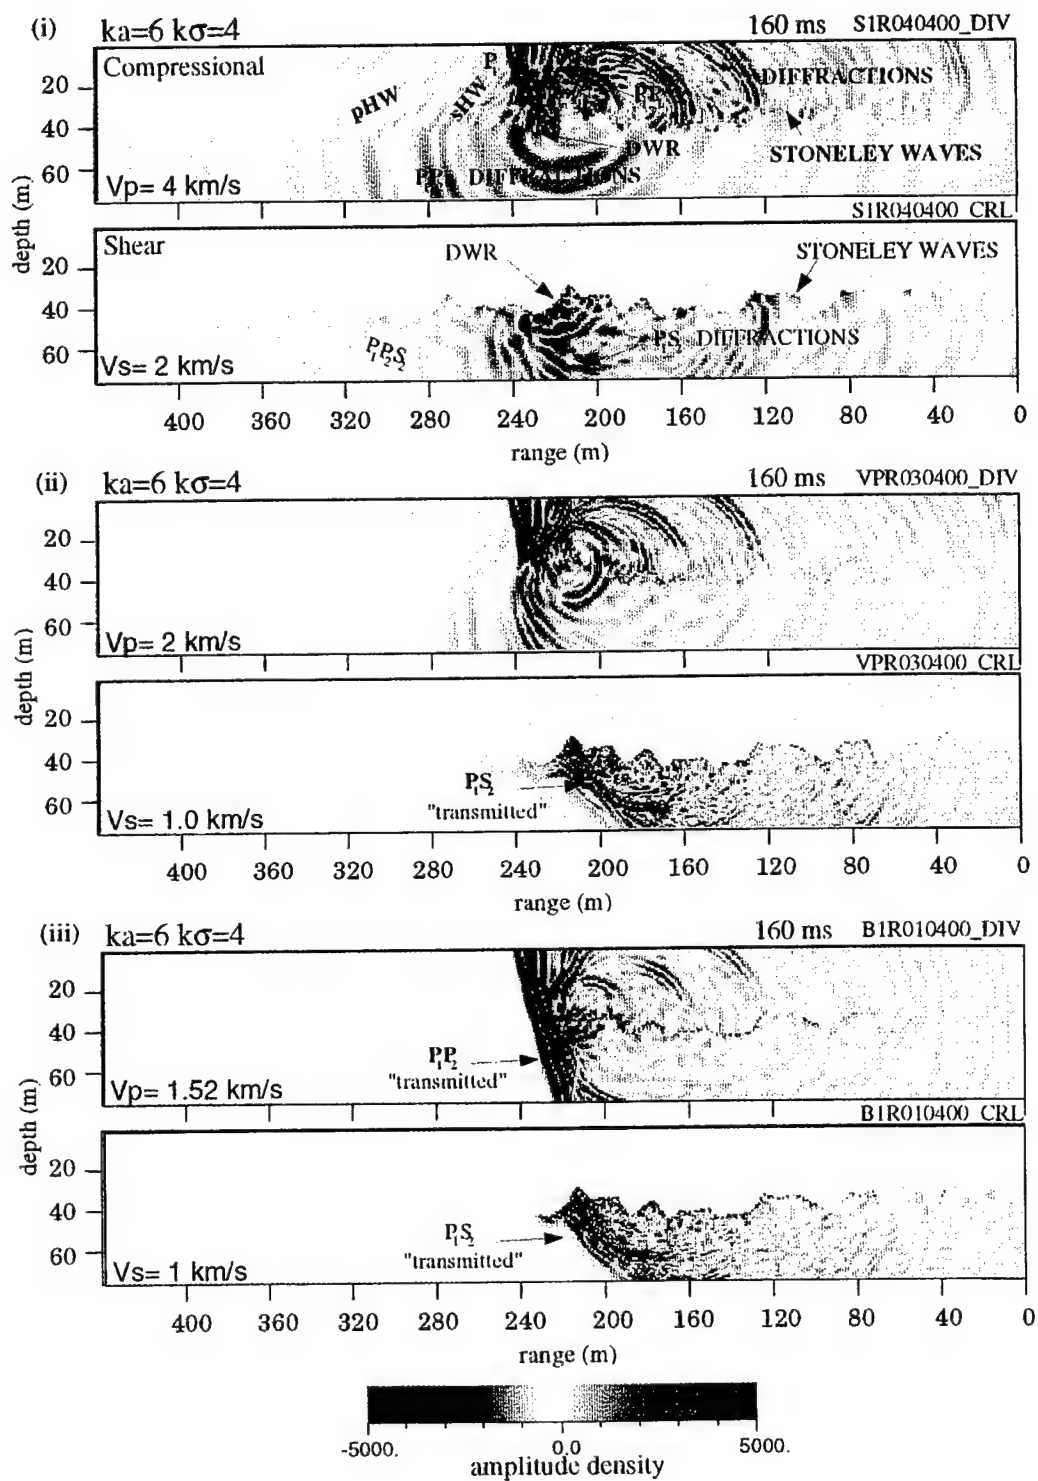 (i) ka=6 kσ=4 160 ms S1R040400_DIV
Compressional
P₁
pHW
sHW
DIFFRACTIONS
DWR
STONELEY WAVES
DIFFRACTIONS
Vp= 4 km/s
20
40
60
S1R040400_CRL
Shear
DWR
STONELEY WAVES
P₁S₂ DIFFRACTIONS
P₁P₂S₂
Vs= 2 km/s
20
40
60
depth (m)
400 360 320 280 240 200 160 120 80 40 0
range (m)
(ii) ka=6 kσ=4 160 ms VPR030400_DIV
20
40
60
Vp= 2 km/s
VPR030400_CRL
20
40
60
P₁S₂
"transmitted"
Vs= 1.0 km/s
depth (m)
400 360 320 280 240 200 160 120 80 40 0
range (m)
(iii) ka=6 kσ=4 160 ms B1R010400_DIV
20
40
60
P₁P₂
"transmitted"
Vp= 1.52 km/s
B1R010400_CRL
20
40
60
P₁S₂
"transmitted"
Vs= 1 km/s
depth (m)
400 360 320 280 240 200 160 120 80 40 0
range (m)
-5000. 0.0 5000.
amplitude density